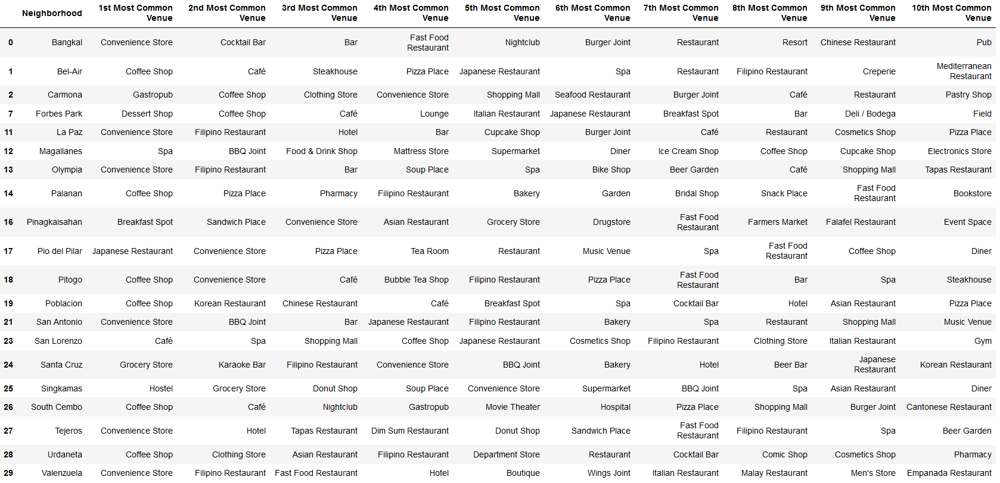 Neighborhood 1st Most Common Venue 2nd Most Common Venue 3rd Most Common Venue 4th Most Common Venue 5th Most Common Venue 6th Most Common Venue 7th Most Common Venue 8th Most Common Venue 9th Most Common Venue 10th Most Common Venue
0 Bangkal Convenience Store Cocktail Bar Bar Fast Food Restaurant Nightclub Burger Joint Restaurant Resort Chinese Restaurant Pub
1 Bel-Air Coffee Shop Café Steakhouse Pizza Place Japanese Restaurant Spa Restaurant Filipino Restaurant Creperie Mediterranean Restaurant
2 Carmona Gastropub Coffee Shop Clothing Store Convenience Store Shopping Mall Seafood Restaurant Burger Joint Café Restaurant Pastry Shop
7 Forbes Park Dessert Shop Coffee Shop Café Lounge Italian Restaurant Japanese Restaurant Breakfast Spot Bar Deli / Bodega Field
11 La Paz Convenience Store Filipino Restaurant Hotel Bar Cupcake Shop Burger Joint Café Restaurant Cosmetics Shop Pizza Place
12 Magallanes Spa BBQ Joint Food & Drink Shop Mattress Store Supermarket Diner Ice Cream Shop Coffee Shop Cupcake Shop Electronics Store
13 Olympia Convenience Store Filipino Restaurant Bar Soup Place Spa Bike Shop Beer Garden Café Shopping Mall Tapas Restaurant
14 Palanan Coffee Shop Pizza Place Pharmacy Filipino Restaurant Bakery Garden Bridal Shop Snack Place Fast Food Restaurant Bookstore
16 Pinagkaisahan Breakfast Spot Sandwich Place Convenience Store Asian Restaurant Grocery Store Drugstore Fast Food Restaurant Farmers Market Falafel Restaurant Event Space
17 Pio del Pilar Japanese Restaurant Convenience Store Pizza Place Tea Room Restaurant Music Venue Spa Fast Food Restaurant Coffee Shop Diner
18 Pitogo Coffee Shop Convenience Store Café Bubble Tea Shop Filipino Restaurant Pizza Place Fast Food Restaurant Bar Spa Steakhouse
19 Poblacion Coffee Shop Korean Restaurant Chinese Restaurant Café Breakfast Spot Spa Cocktail Bar Hotel Asian Restaurant Pizza Place
21 San Antonio Convenience Store BBQ Joint Bar Japanese Restaurant Filipino Restaurant Bakery Spa Restaurant Shopping Mall Music Venue
23 San Lorenzo Café Spa Shopping Mall Coffee Shop Japanese Restaurant Cosmetics Shop Filipino Restaurant Clothing Store Italian Restaurant Gym
24 Santa Cruz Grocery Store Karaoke Bar Filipino Restaurant Convenience Store BBQ Joint Bakery Hotel Beer Bar Japanese Restaurant Korean Restaurant
25 Singkamas Hostel Grocery Store Donut Shop Soup Place Convenience Store Supermarket BBQ Joint Spa Asian Restaurant Diner
26 South Cembo Coffee Shop Café Nightclub Gastropub Movie Theater Hospital Pizza Place Shopping Mall Burger Joint Cantonese Restaurant
27 Tejeros Convenience Store Hotel Tapas Restaurant Dim Sum Restaurant Donut Shop Sandwich Place Fast Food Restaurant Filipino Restaurant Spa Beer Garden
28 Urdaneta Coffee Shop Clothing Store Asian Restaurant Filipino Restaurant Department Store Restaurant Cocktail Bar Comic Shop Cosmetics Shop Pharmacy
29 Valenzuela Convenience Store Filipino Restaurant Fast Food Restaurant Hotel Boutique Wings Joint Italian Restaurant Malay Restaurant Men's Store Empanada Restaurant